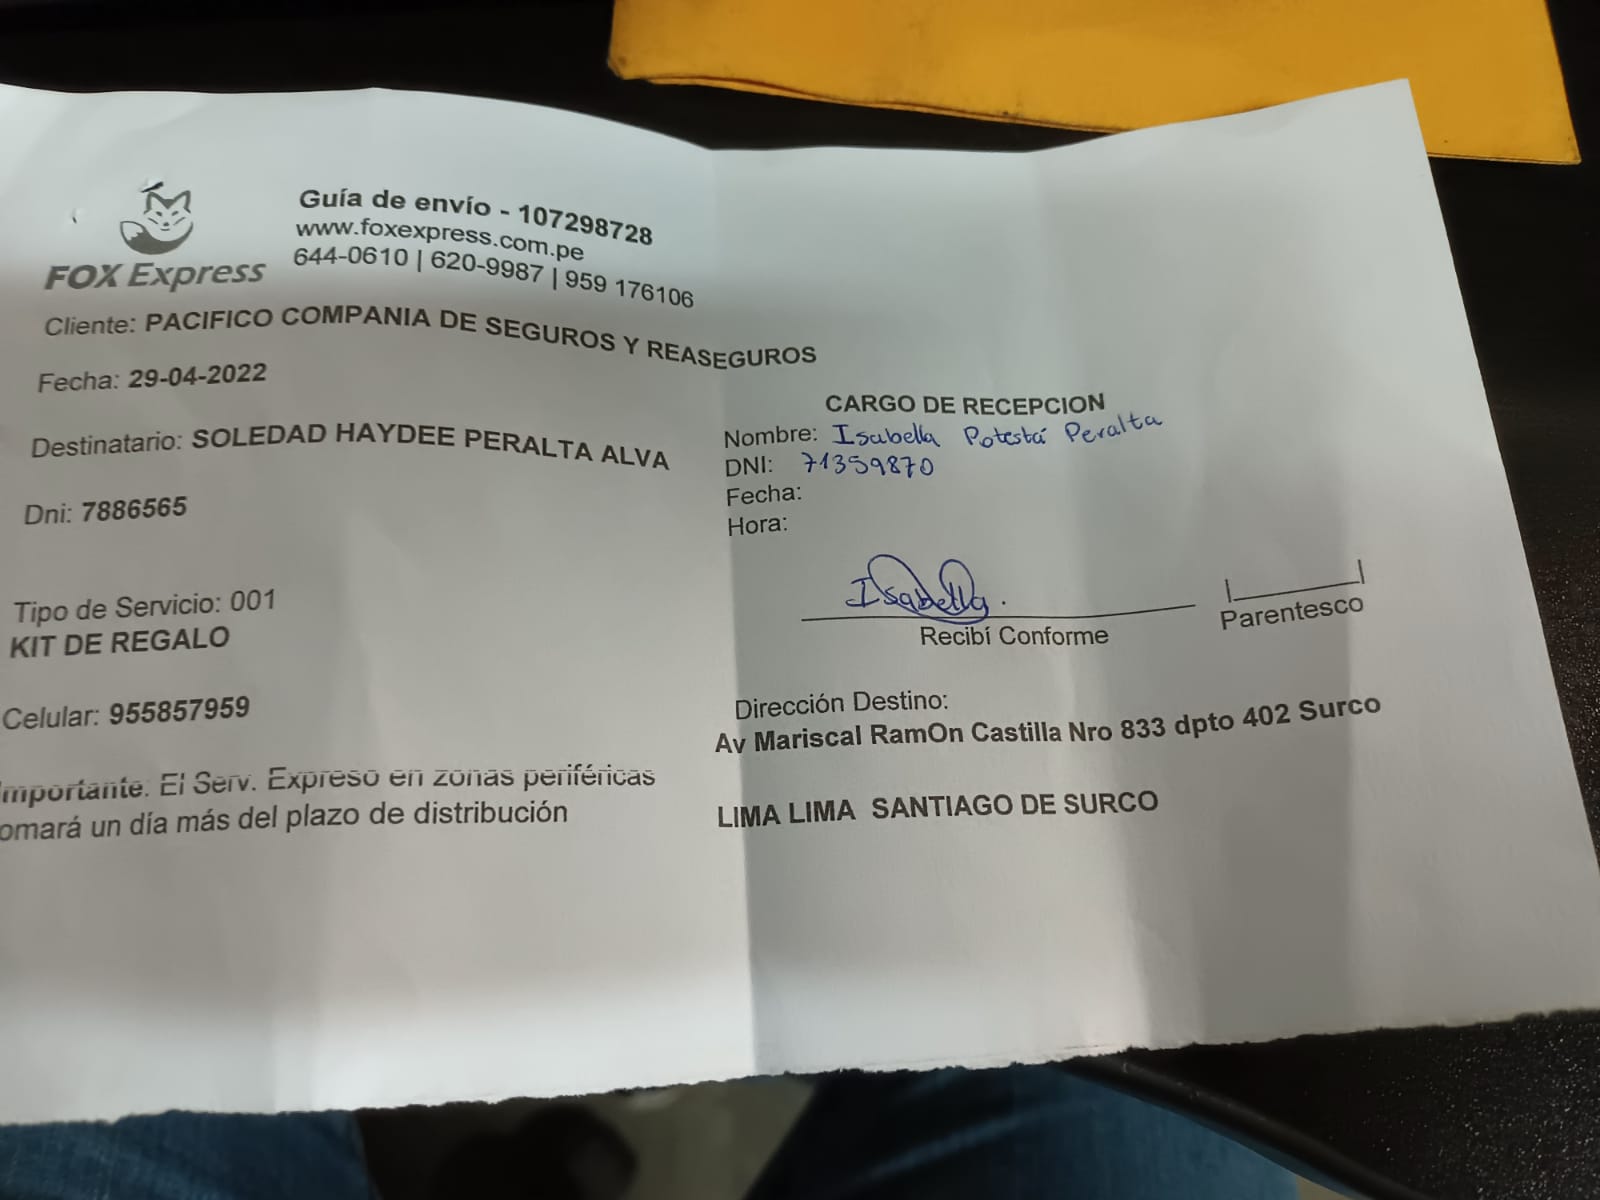 FOX Express
Guía de envío - 107298728
www.foxexpress.com.pe
644-0610 | 620-9987 | 959 176106
Cliente: PACIFICO COMPANIA DE SEGUROS Y REASEGUROS
Fecha: 29-04-2022
Destinatario: SOLEDAD HAYDEE PERALTA ALVA
Dni: 7886565
Tipo de Servicio: 001
KIT DE REGALO
Celular: 955857959
mportante: El Serv. Expreso en zonas periféricas
omará un día más del plazo de distribución
CARGO DE RECEPCION
Nombre: Isabella Potestá Peralta
DNI: 71359870
Fecha:
Hora:
Isabella.
Recibí Conforme
Parentesco
Dirección Destino:
Av Mariscal RamOn Castilla Nro 833 dpto 402 Surco
LIMA LIMA SANTIAGO DE SURCO